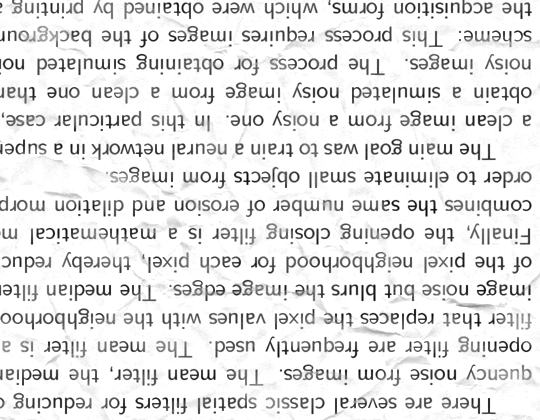 There are several classic spatial filters for reducing
quency noise from images. The mean filter, the median
opening filter are frequently used. The mean filter is a
filter that replaces the pixel values with the neighborhoo
image noise but blurs the image edges. The median filte
of the pixel neighborhood for each pixel, thereby reduc
Finally, the opening closing filter is a mathematical m
combines the same number of erosion and dilation morp
order to eliminate small objects from images.
The main goal was to train a neural network in a supe
a clean image from a noisy one. In this particular case,
obtain a simulated noisy image from a clean one than
noisy images. The process for obtaining simulated noi
scheme: This process requires images of the backgroun
the acquisition forms, which were obtained by printing a